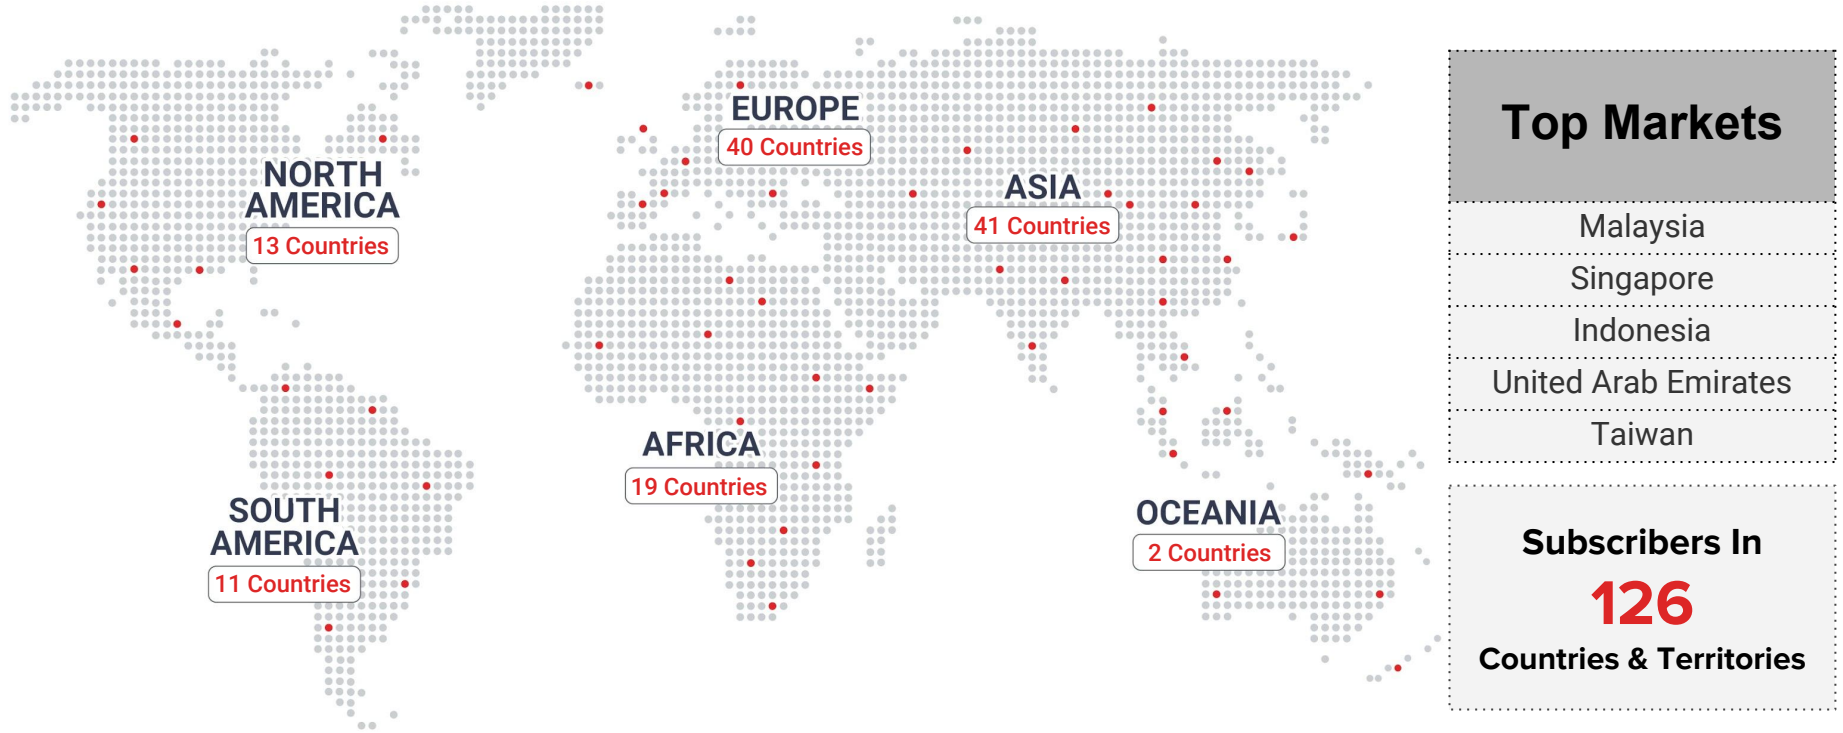 NORTH
AMERICA
13 Countries
EUROPE
40 Countries
ASIA
41 Countries
AFRICA
19 Countries
SOUTH
AMERICA
11 Countries
OCEANIA
2 Countries
Top Markets
Malaysia
Singapore
Indonesia
United Arab Emirates
Taiwan
Subscribers In
126
Countries & Territories